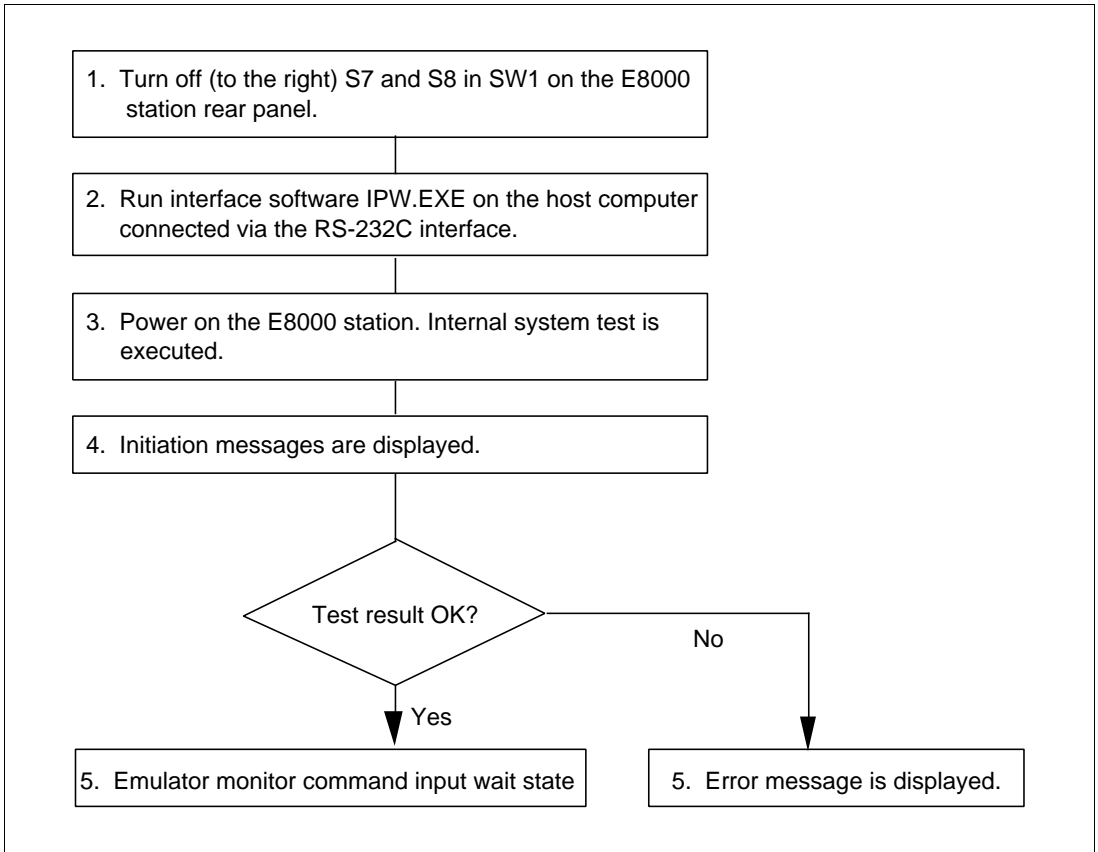 1. Turn off (to the right) S7 and S8 in SW1 on the E8000
station rear panel.
2. Run interface software IPW.EXE on the host computer
connected via the RS-232C interface.
3. Power on the E8000 station. Internal system test is
executed.
4. Initiation messages are displayed.
Test result OK?
No
Yes
5. Emulator monitor command input wait state
5. Error message is displayed.